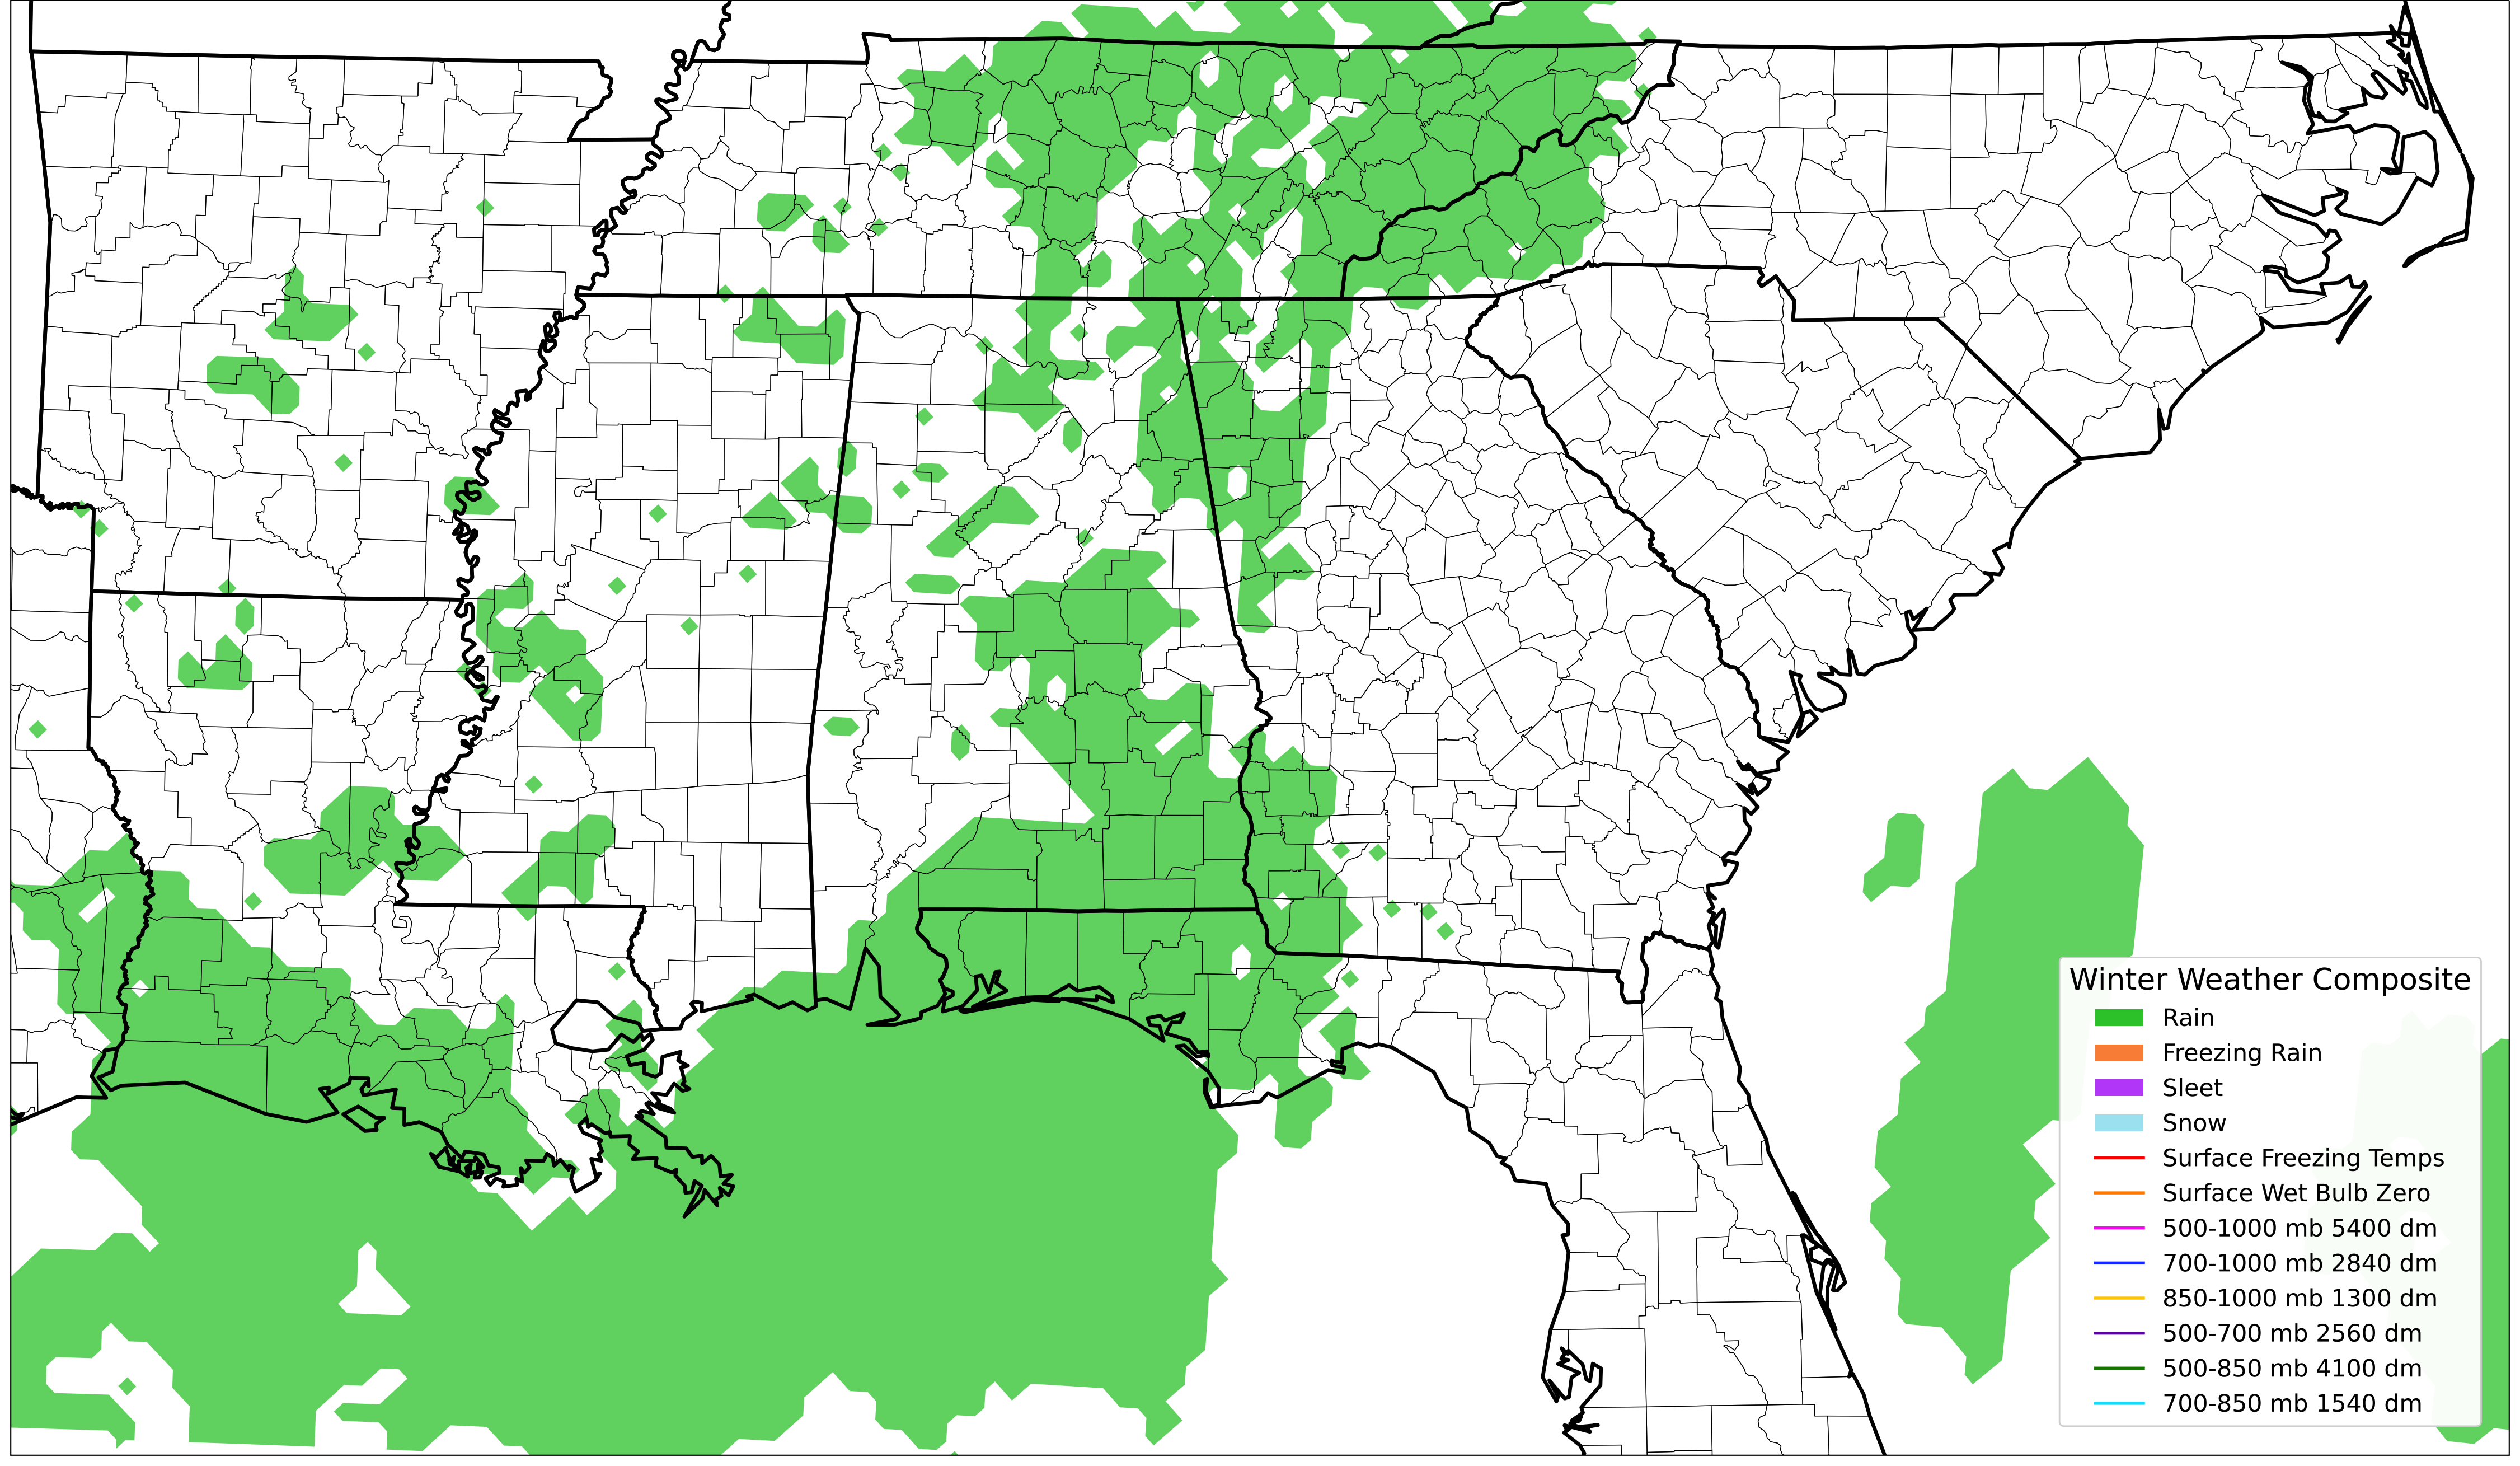 Winter Weather Composite
Rain
Freezing Rain
Sleet
Snow
Surface Freezing Temps
Surface Wet Bulb Zero
500-1000 mb 5400 dm
700-1000 mb 2840 dm
850-1000 mb 1300 dm
500-700 mb 2560 dm
500-850 mb 4100 dm
700-850 mb 1540 dm